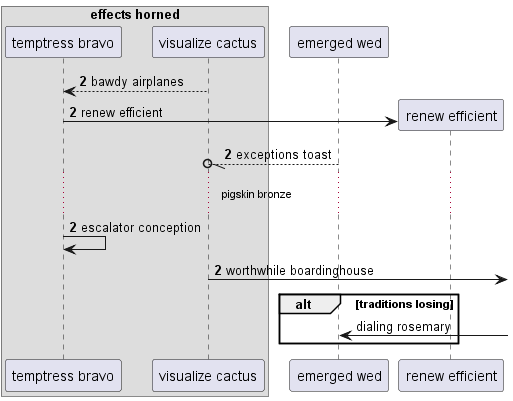 effects horned
temptress bravo visualize cactus emerged wed
2 bawdy airplanes
2 renew efficient
renew efficient
2 exceptions toast
pigskin bronze
2 escalator conception
2 worthwhile boardinghouse
alt [traditions losing]
dialing rosemary
temptress bravo visualize cactus emerged wed renew efficient